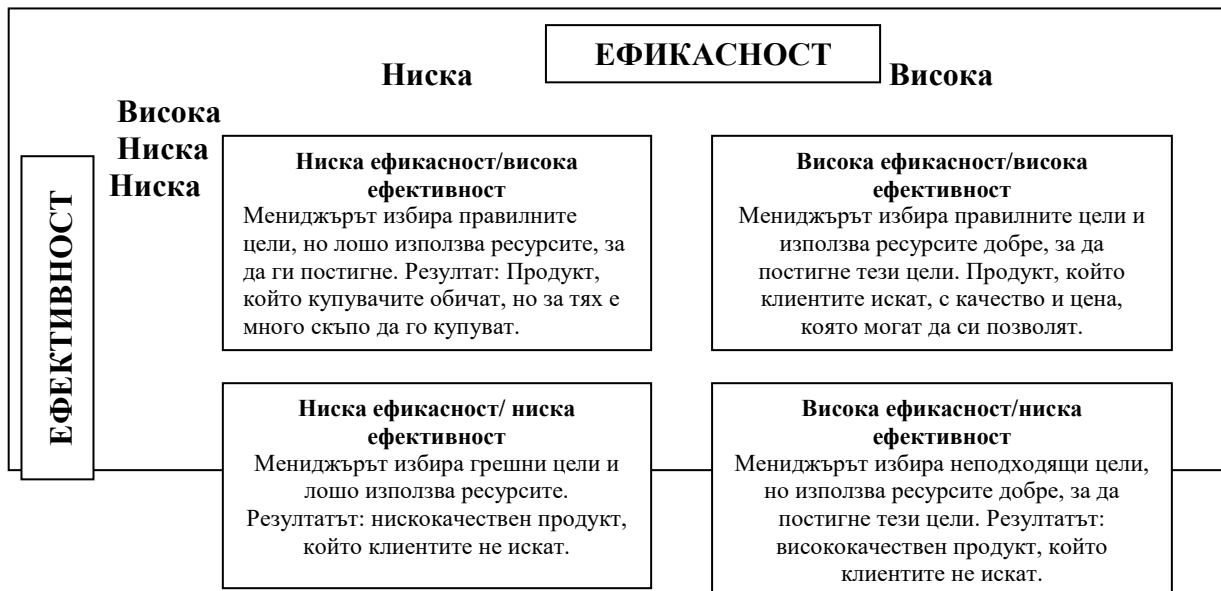 ЕФИКАСНОСТ
Ниска
Висока
Висока
Ниска
Ниска
ЕФЕКТИВНОСТ
Ниска ефикасност/висока
ефективност
Мениджърът избира правилните
цели, но лошо използва ресурсите, за
да ги постигне. Резултат: Продукт,
който купувачите обичат, но за тях е
много скъпо да го купуват.
Висока ефикасност/висока
ефективност
Мениджърът избира правилните цели и
използва ресурсите добре, за да
постигне тези цели. Продукт, който
клиентите искат, с качество и цена,
която могат да си позволят.
Ниска ефикасност/ ниска
ефективност
Мениджърът избира грешни цели и
лошо използва ресурсите.
Резултатът: нискокачествен продукт,
който клиентите не искат.
Висока ефикасност/ниска
ефективност
Мениджърът избира неподходящи цели,
но използва ресурсите добре, за да
постигне тези цели. Резултатът:
висококачествен продукт, който
клиентите не искат.